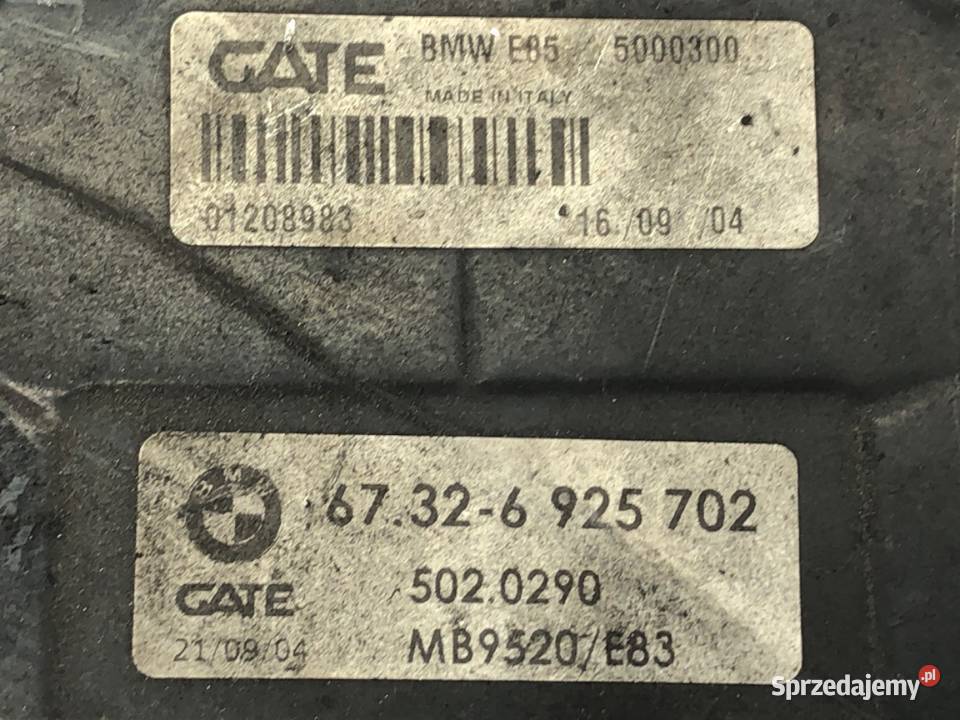 GATE BMW E85 5000300
MADE IN ITALY
01208983 16/09/04
BMW
67.32-6 925 702
GATE 502.0290
21/09/04 MB9520/E83
Sprzedajemy.pl